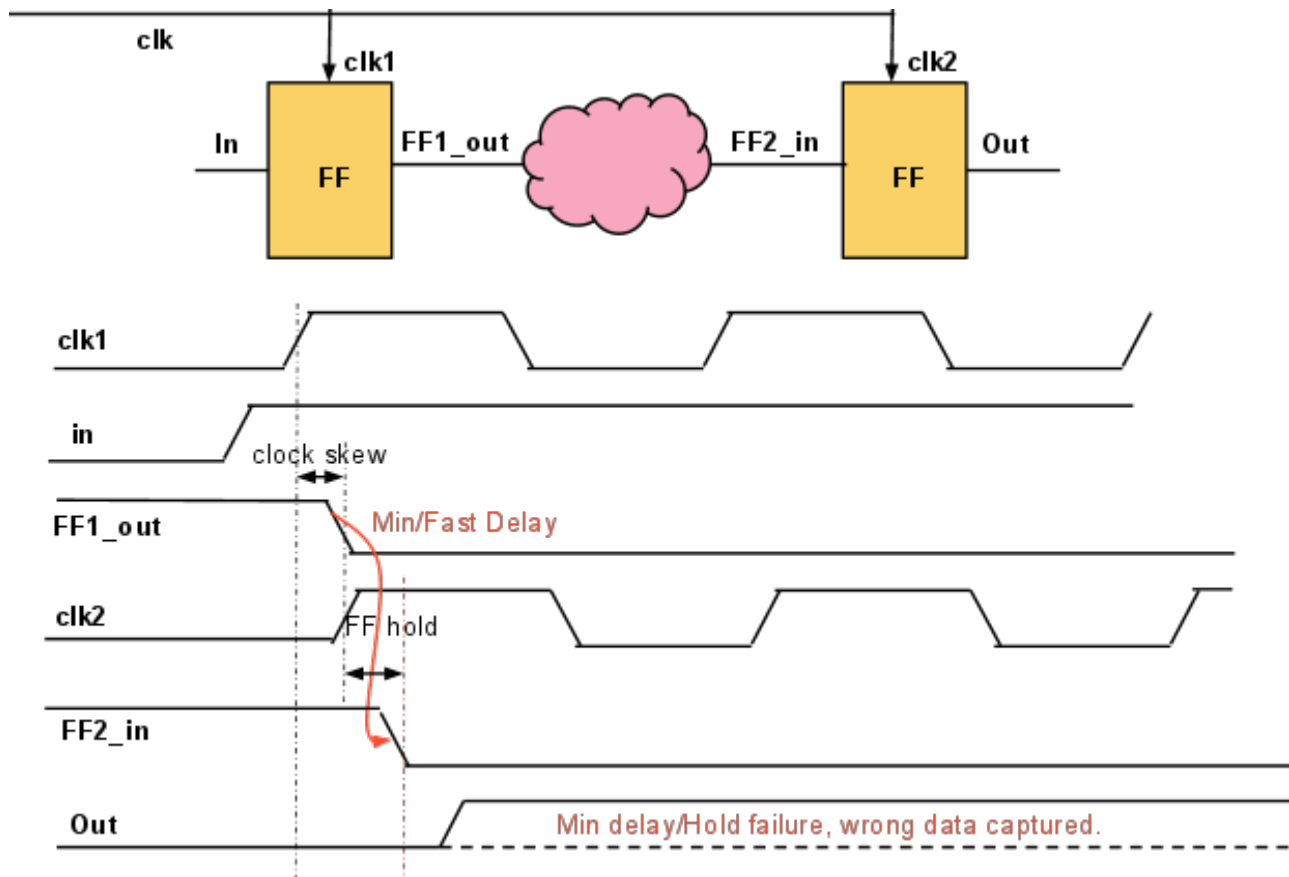 clk
clk1
clk2
In
FF1_out
FF2_in
Out
FF
FF
clk1
in
clock skew
FF1_out
Min/Fast Delay
clk2
FF hold
FF2_in
Out
Min delay/Hold failure, wrong data captured.